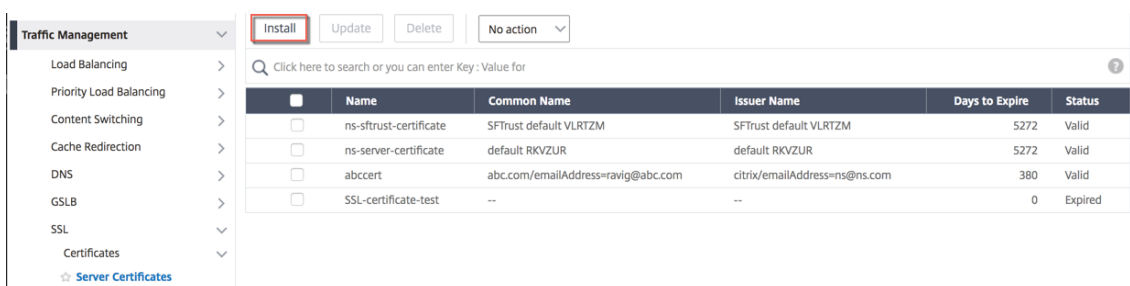 Traffic Management
Load Balancing
Priority Load Balancing
Content Switching
Cache Redirection
DNS
GSLB
SSL
Certificates
Server Certificates
Install Update Delete No action
Click here to search or you can enter Key : Value for
?
Name Common Name Issuer Name Days to Expire Status
ns-sftrust-certificate SFTrust default VLRTZM SFTrust default VLRTZM 5272 Valid
ns-server-certificate default RKVZUR default RKVZUR 5272 Valid
abccert abc.com/emailAddress=ravig@abc.com citrix/emailAddress=ns@ns.com 380 Valid
SSL-certificate-test -- -- 0 Expired